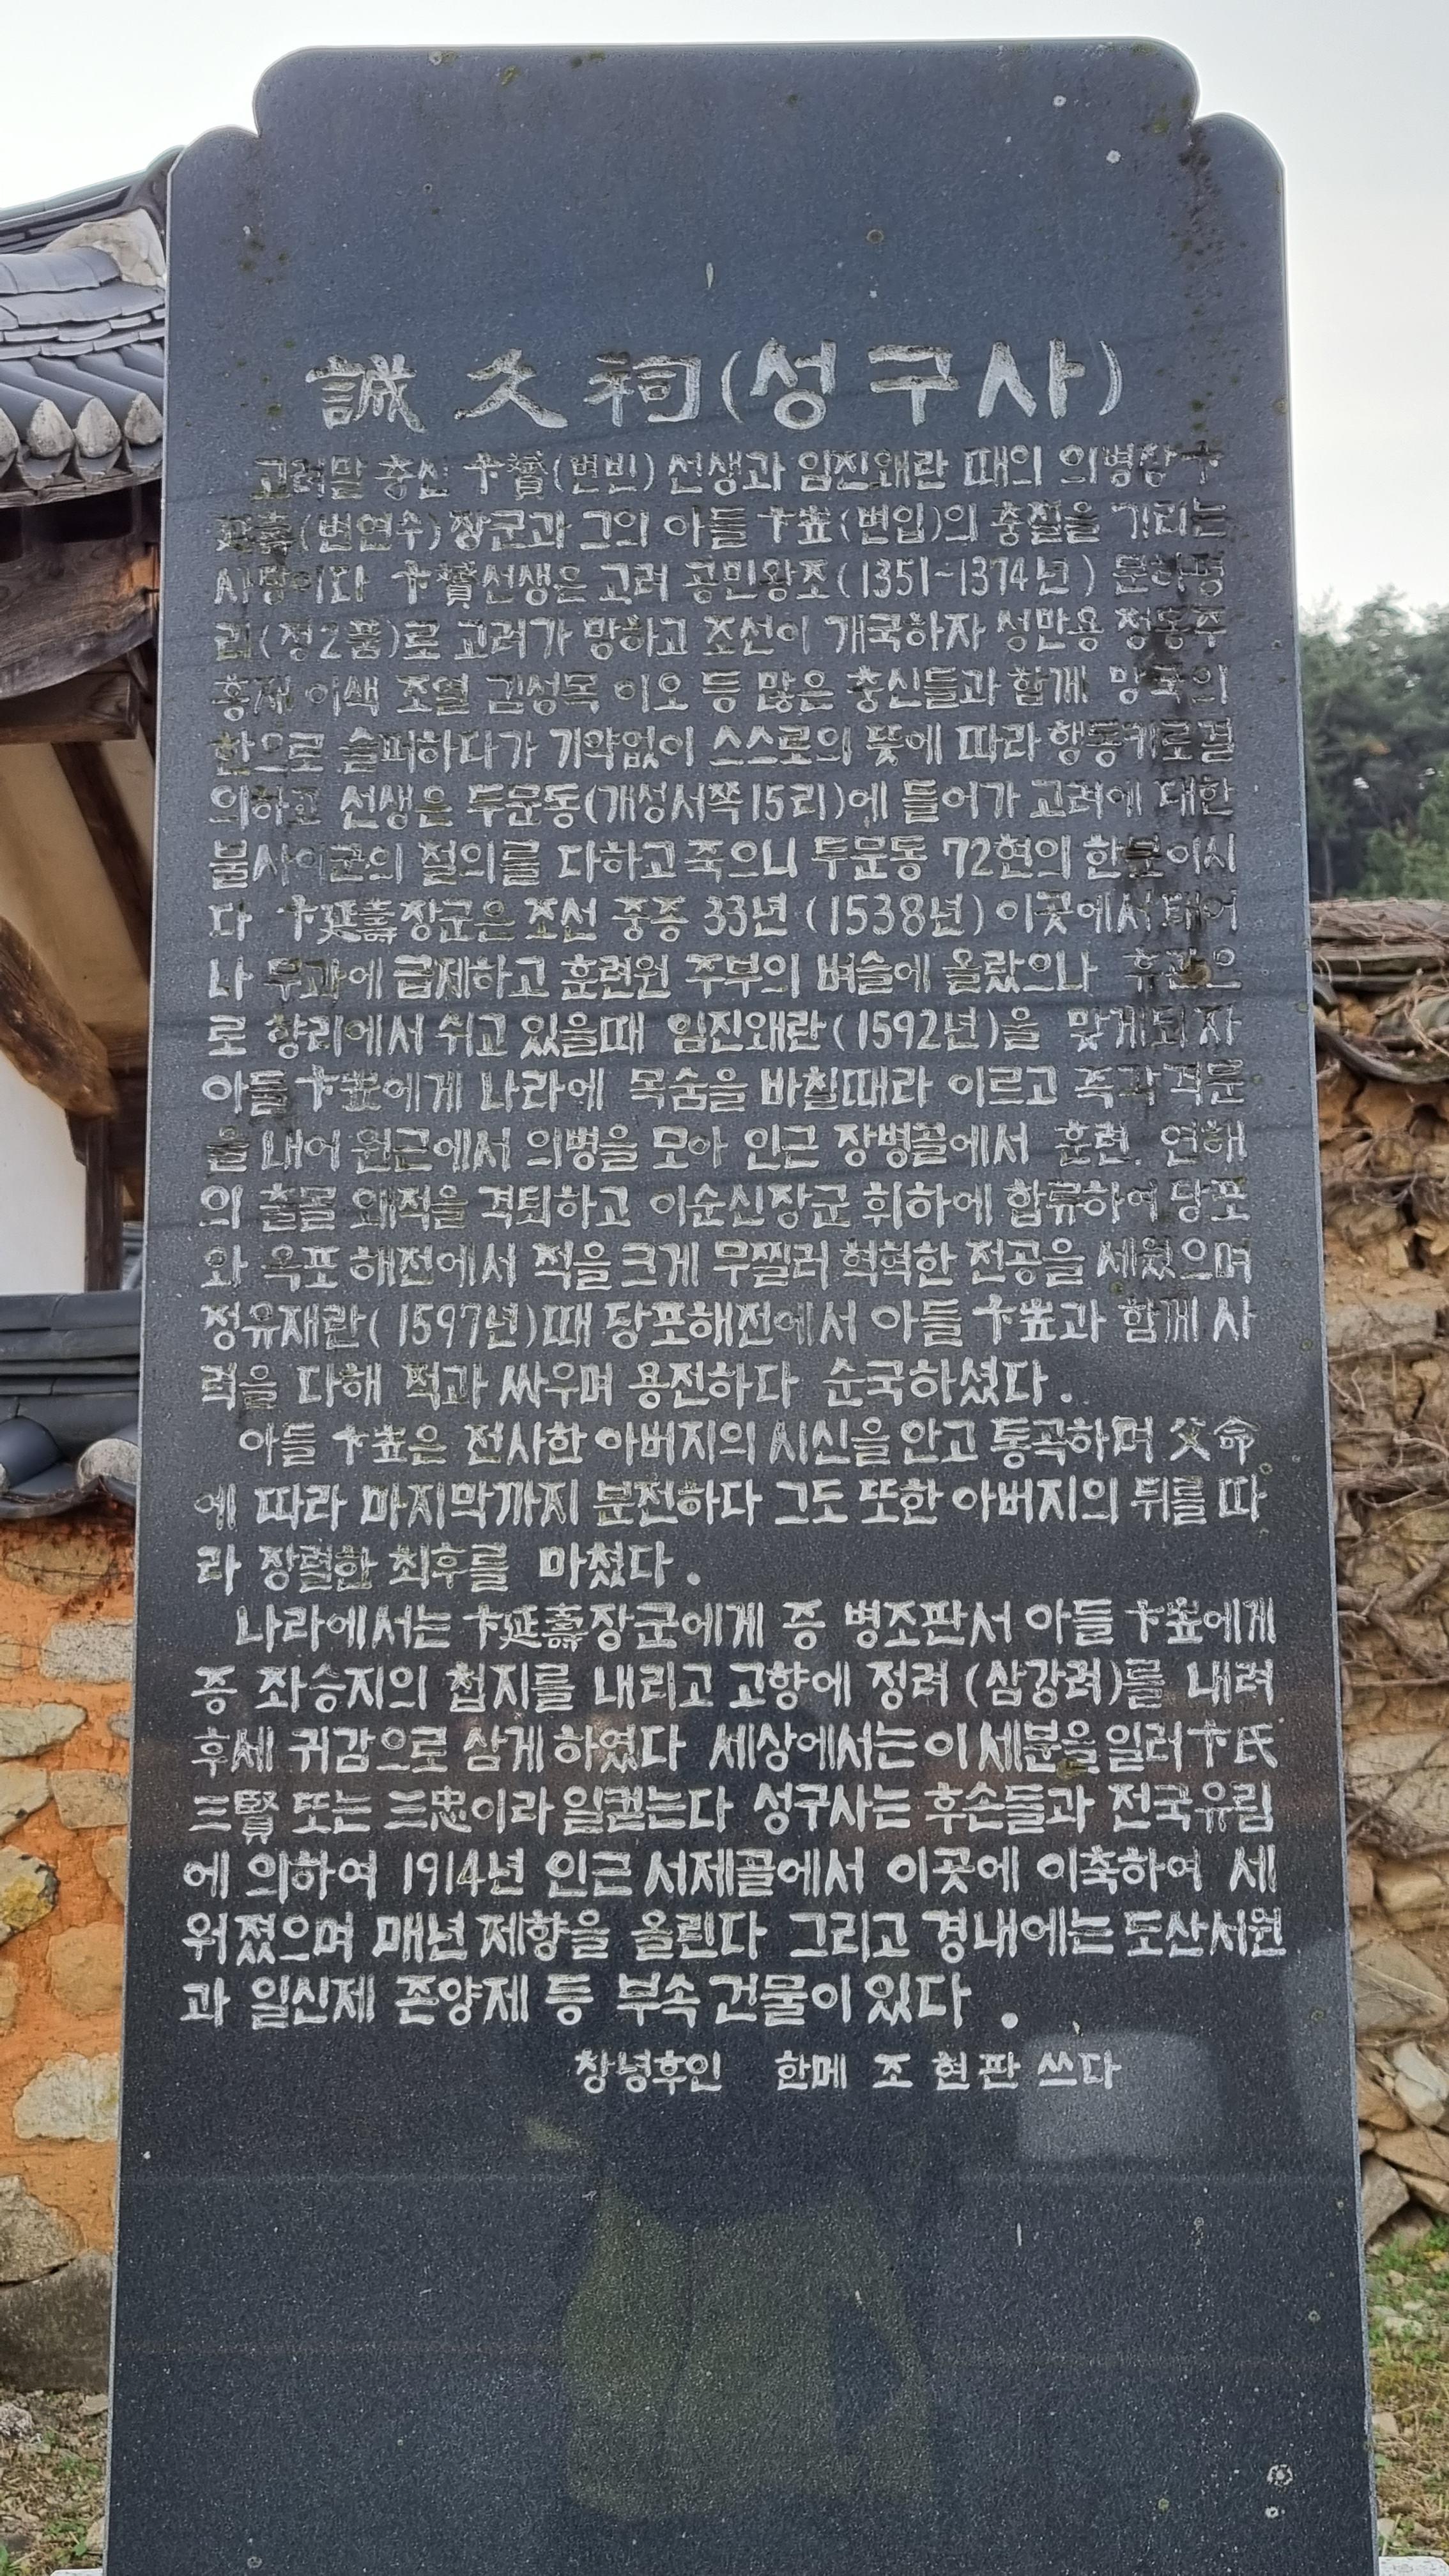 誠久祠(성구사)
고려말 충신 卞贇(변빈) 선생과 임진왜란 때의 의병장 卞
延壽(변연수)장군과 그의 아들 卞岦(변입)의 충절을 기리는
사당이다 卞贇선생은 고려 공민왕조(1351~1374년) 문하평
리(정2품)로 고려가 망하고 조선이 개국하자 성만용 정몽주
홍재 이색 조열 김성목 이오 등 많은 충신들과 함께 망국의
한으로 슬퍼하다가 기약없이 스스로의 뜻에 따라 행동키로결
의하고 선생은 두문동(개성서쪽15리)에 들어가 고려에 대한
불사이군의 절의를 다하고죽으니 두문동 72현의 한분이시
다 卞延壽장군은 조선 중종 33년 (1538년) 이곳에서 태어
나 무과에 급제하고 훈련원 주부의 벼슬에 올랐으나 휴관으
로 향리에서 쉬고 있을때 임진왜란(1592년)을 맞게되자
아들 卞岦에게 나라에 목숨을 바칠때라 이르고 즉각 격문
을 내어 원근에서 의병을 모아 인근 장병골에서 훈련. 연해
의 출몰 왜적을 격퇴하고 이순신장군 휘하에 합류하여 당포
와 옥포 해전에서 적을 크게 무찔러 혁혁한 전공을 세웠으며
정유재란( 1597년)때 당포해전에서 아들 卞岦과 함께 사
력을 다해 적과 싸우며 용전하다 순국하셨다.
아들 卞岦은 전사한 아버지의 시신을 안고 통곡하며 父命
에 따라 마지막까지 분전하다 그도 또한 아버지의 뒤를 따
라 장렬한 최후를 마쳤다.
나라에서는 卞延壽장군에게 증 병조판서 아들 卞岦에게
증 좌승지의 첩지를 내리고 고향에 정려 (삼강려)를 내려
후세 귀감으로 삼게 하였다 세상에서는 이 세분을 일러 卞氏
三賢 또는 三忠이라 일컫는다 성구사는 후손들과 전국유림
에 의하여 1914년 인근 서제골에서 이곳에 이축하여 세
워졌으며 매년 제향을 올린다 그리고 경내에는 도산서원
과 일신제 존양제 등 부속건물이 있다.
창녕후인 한메 조현판 쓰다